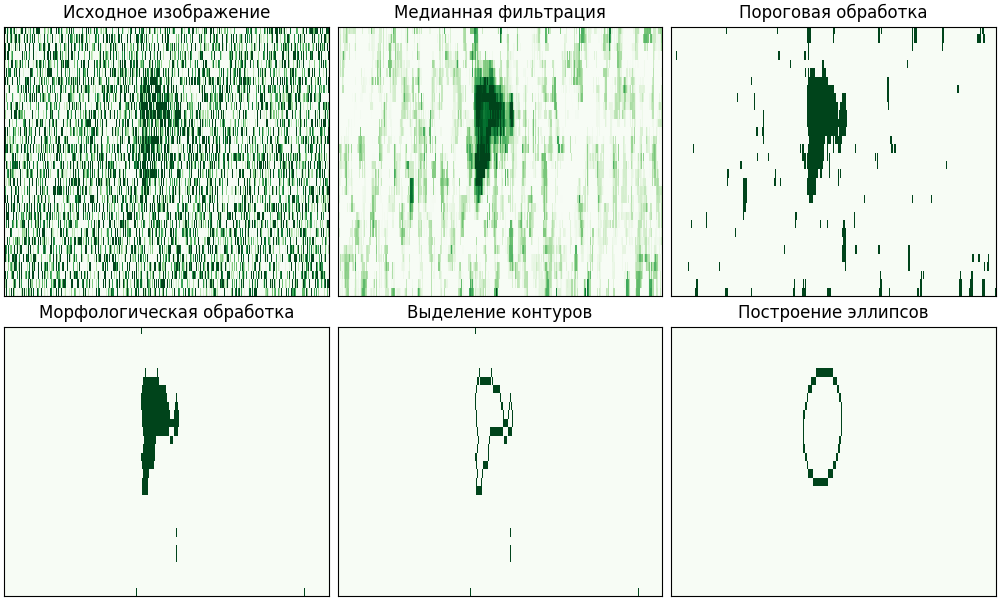 Исходное изображение
Медианная фильтрация
Пороговая обработка
Морфологическая обработка
Выделение контуров
Построение эллипсов